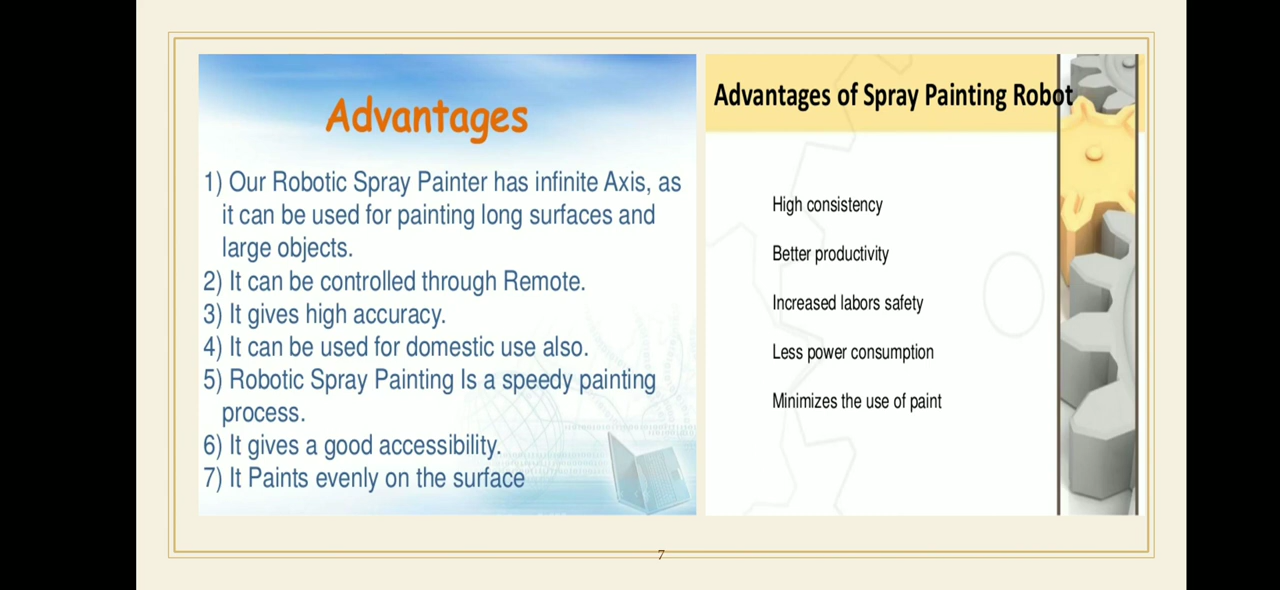 Advantages
1) Our Robotic Spray Painter has infinite Axis, as
it can be used for painting long surfaces and
large objects.
2) It can be controlled through Remote.
3) It gives high accuracy.
4) It can be used for domestic use also.
5) Robotic Spray Painting Is a speedy painting
process.
6) It gives a good accessibility.
7) It Paints evenly on the surface
Advantages of Spray Painting Robot
High consistency
Better productivity
Increased labors safety
Less power consumption
Minimizes the use of paint
7